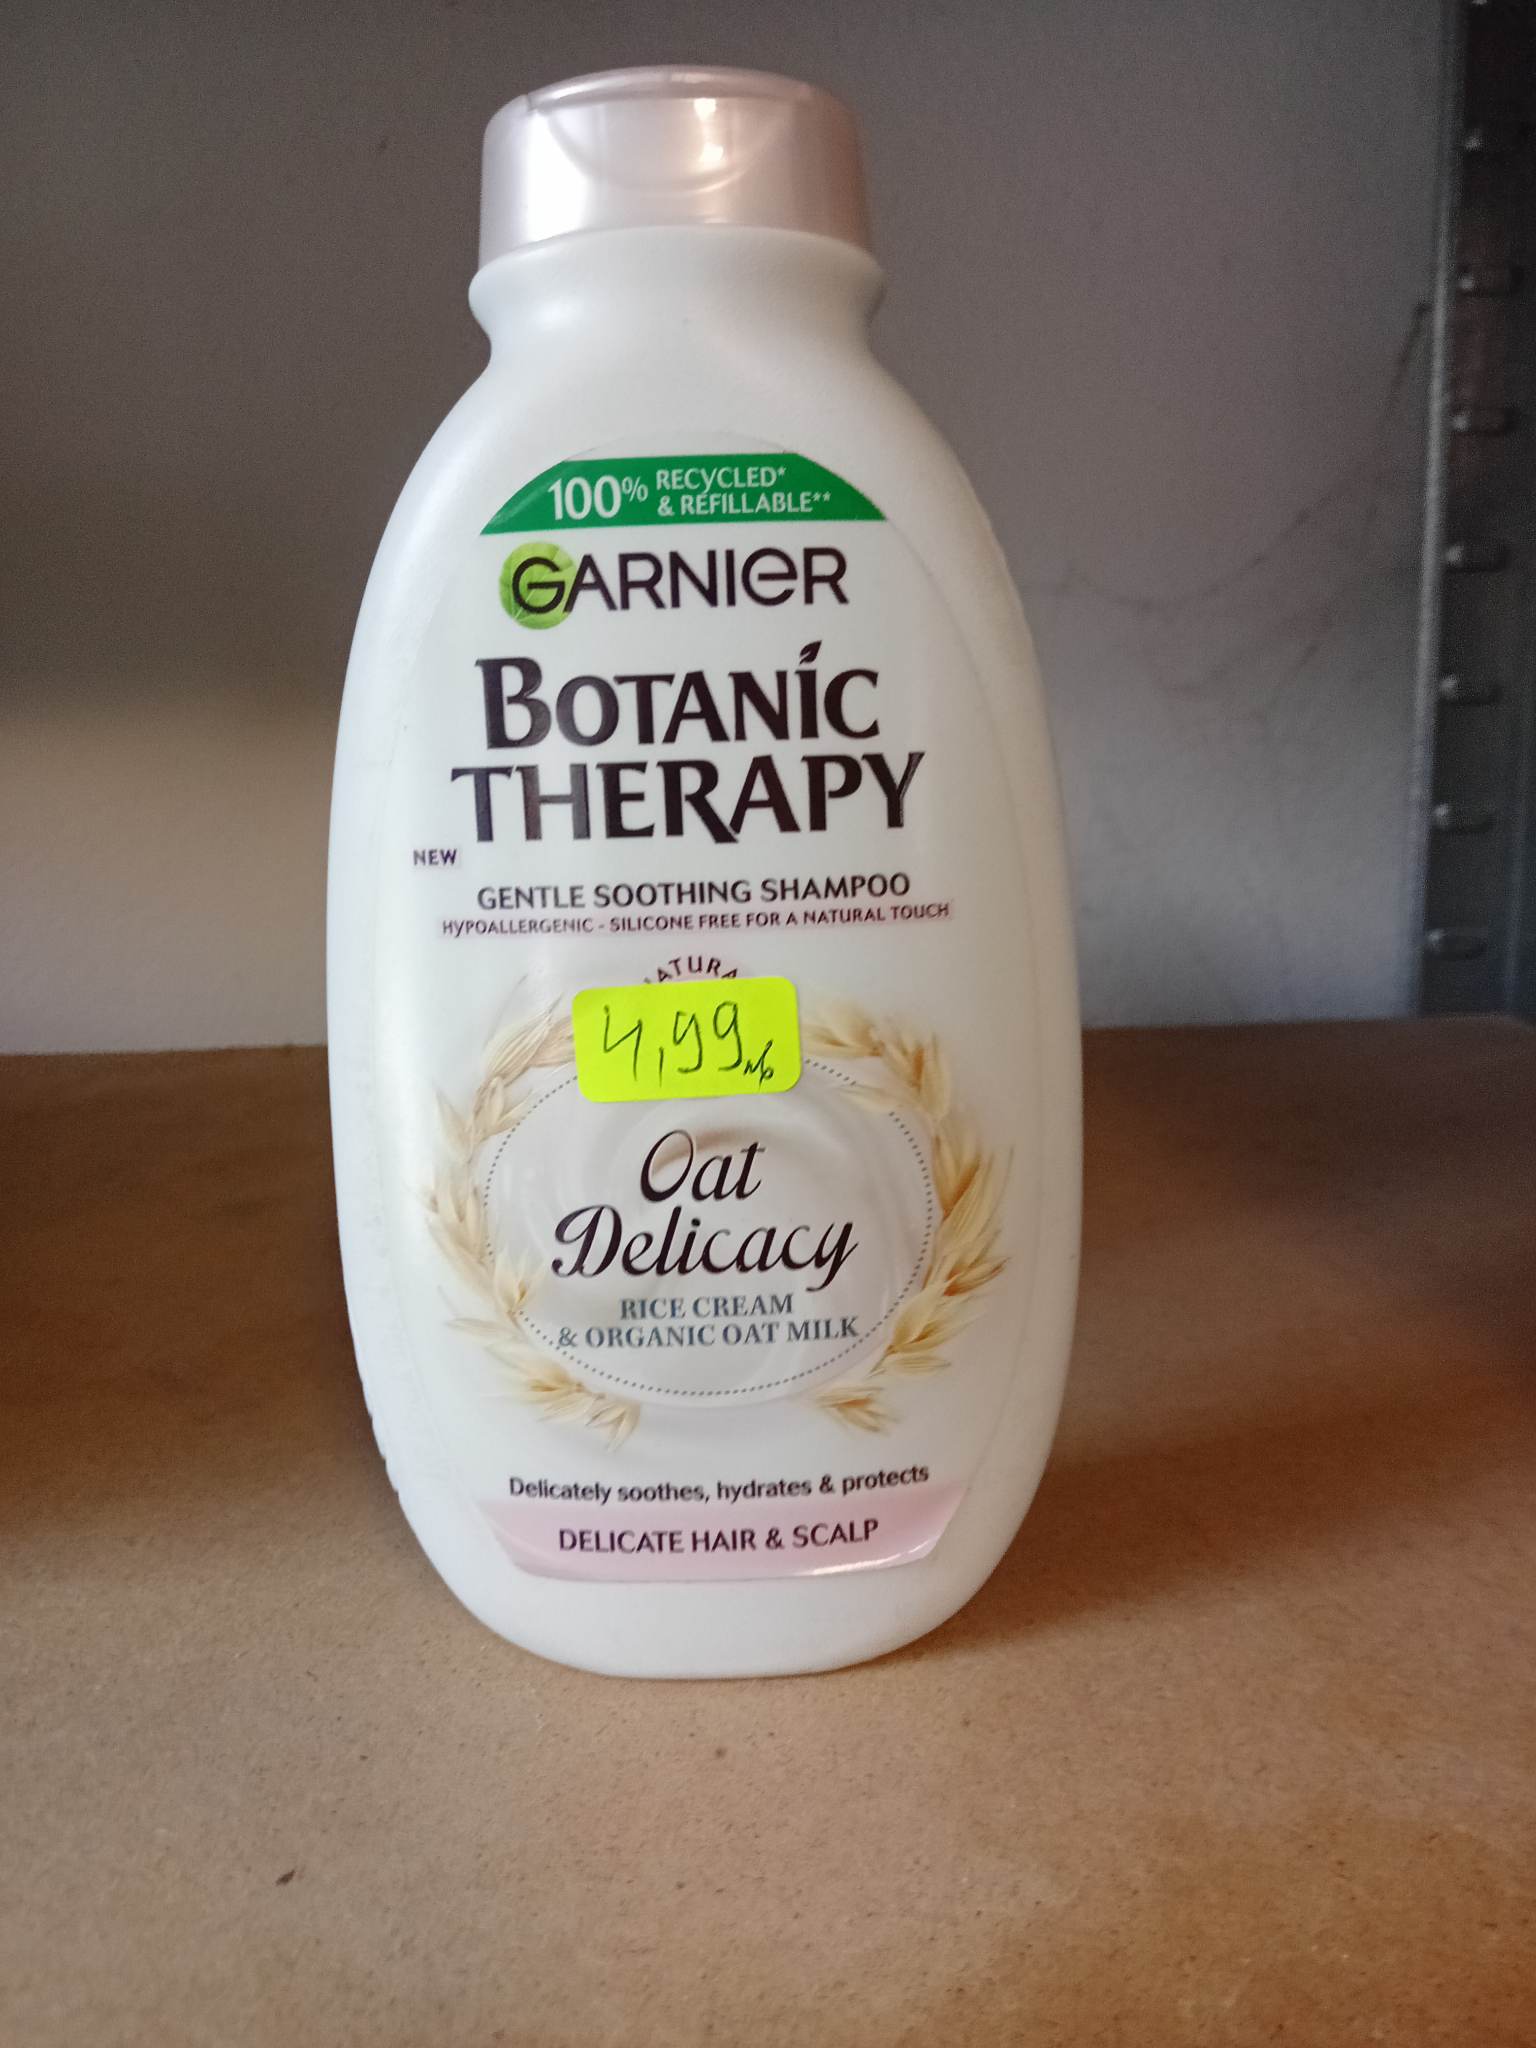 100% RECYCLED*
& REFILLABLE**
GARNIER
BOTANIC
THERAPY
NEW
GENTLE SOOTHING SHAMPOO
HYPOALLERGENIC - SILICONE FREE FOR A NATURAL TOUCH
4,99лв
Oat
Delicacy
RICE CREAM
& ORGANIC OAT MILK
Delicately soothes, hydrates & protects
DELICATE HAIR & SCALP